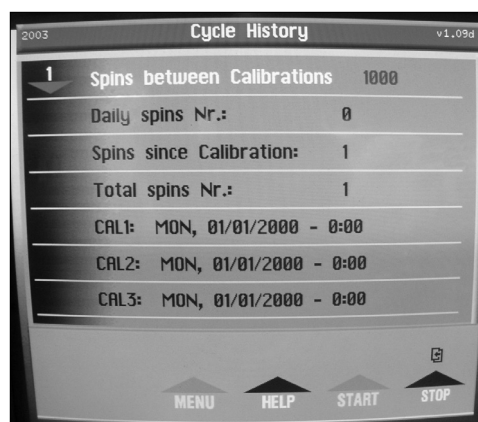 2003 Cycle History v1.09d
1 Spins between Calibrations 1000
Daily spins Nr.: 0
Spins since Calibration: 1
Total spins Nr.: 1
CAL1: MON, 01/01/2000 - 0:00
CAL2: MON, 01/01/2000 - 0:00
CAL3: MON, 01/01/2000 - 0:00
MENU HELP START STOP